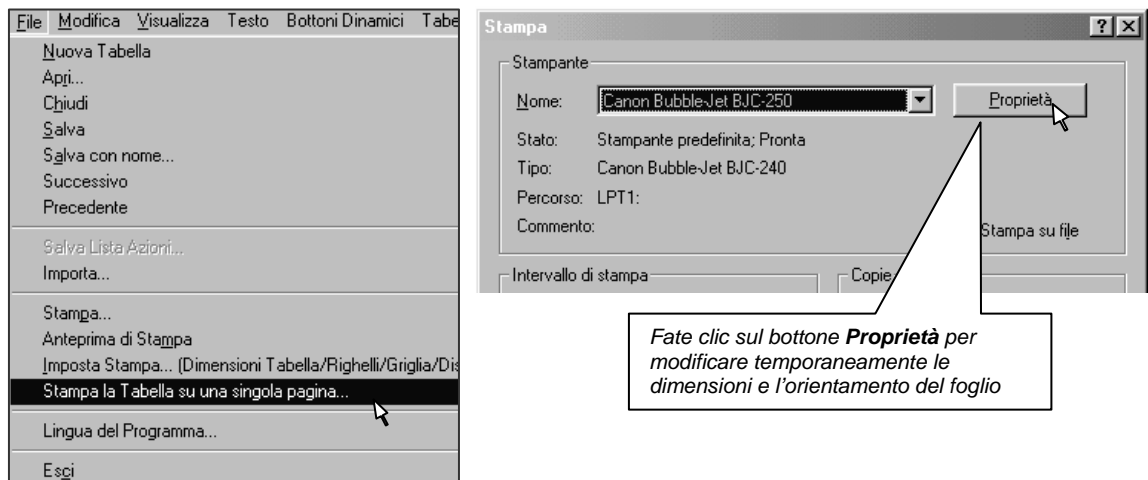 File Modifica Visualizza Testo Bottoni Dinamici Tabe
Nuova Tabella
Apri...
Chiudi
Salva
Salva con nome...
Successivo
Precedente
Salva Lista Azioni...
Importa...
Stampa...
Anteprima di Stampa
Imposta Stampa... (Dimensioni Tabella/Righelli/Griglia/Dis
Stampa la Tabella su una singola pagina...
Lingua del Programma...
Esci
Stampa
Stampante
Nome: Canon Bubble-Jet BJC-250 Proprietà
Stato: Stampante predefinita; Pronta
Tipo: Canon Bubble-Jet BJC-240
Percorso: LPT1:
Commento: Stampa su file
Intervallo di stampa Copie
Fate clic sul bottone Proprietà per
modificare temporaneamente le
dimensioni e l'orientamento del foglio